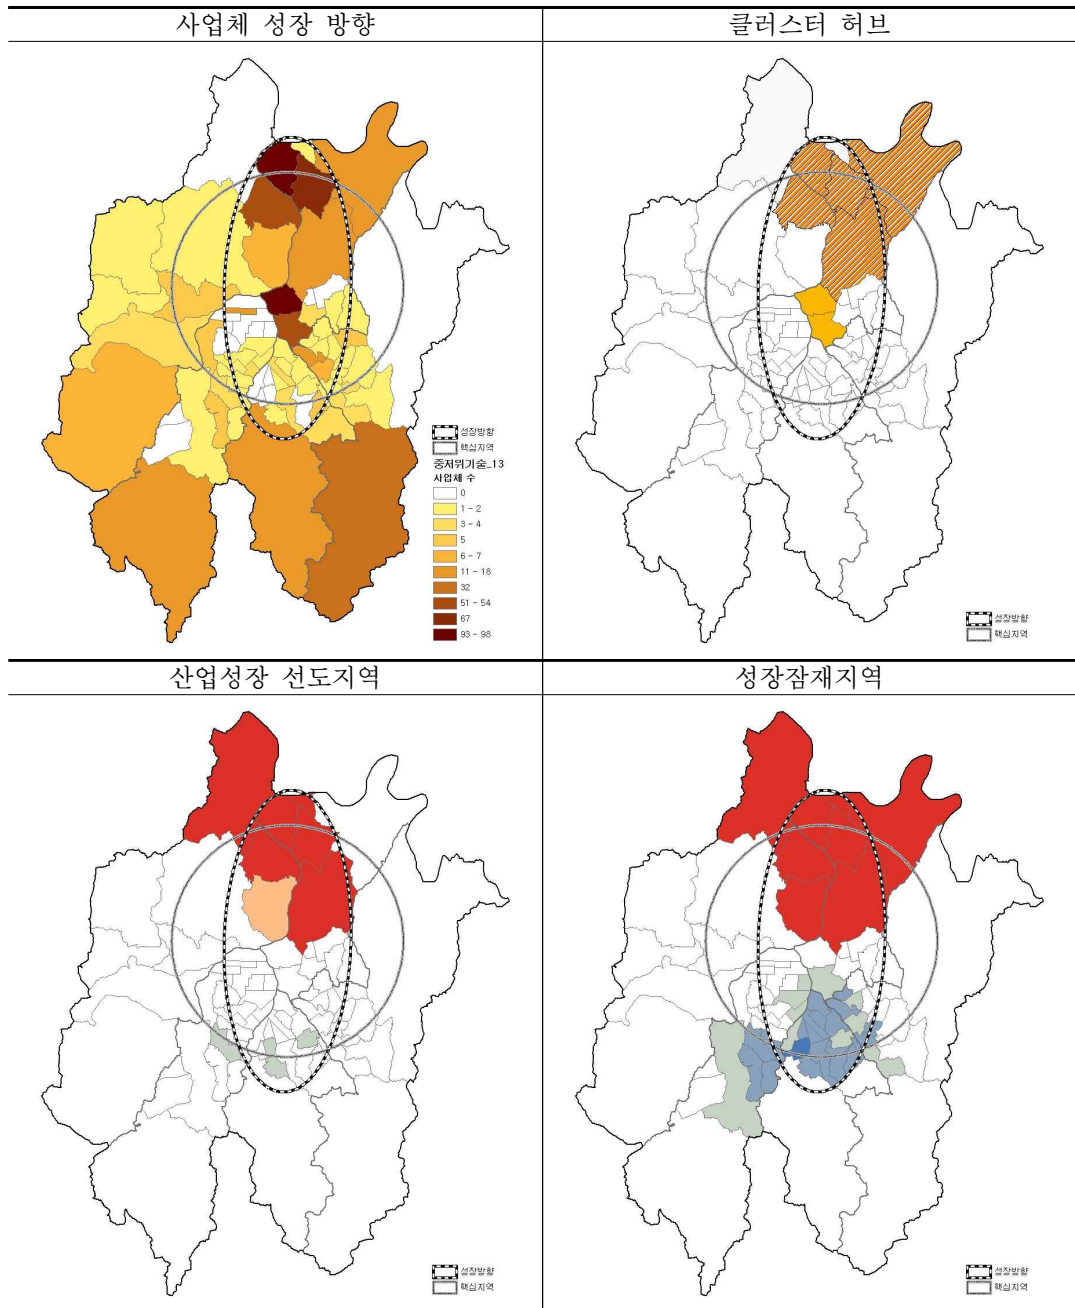 사업체 성장 방향
클러스터 허브
성장방향
핵심지역
중저위기술_13
사업체 수
0
1 - 2
3 - 4
5
6 - 7
11 - 18
32
51 - 54
67
93 - 98
성장방향
핵심지역
산업성장 선도지역
성장잠재지역
성장방향
핵심지역
성장방향
핵심지역